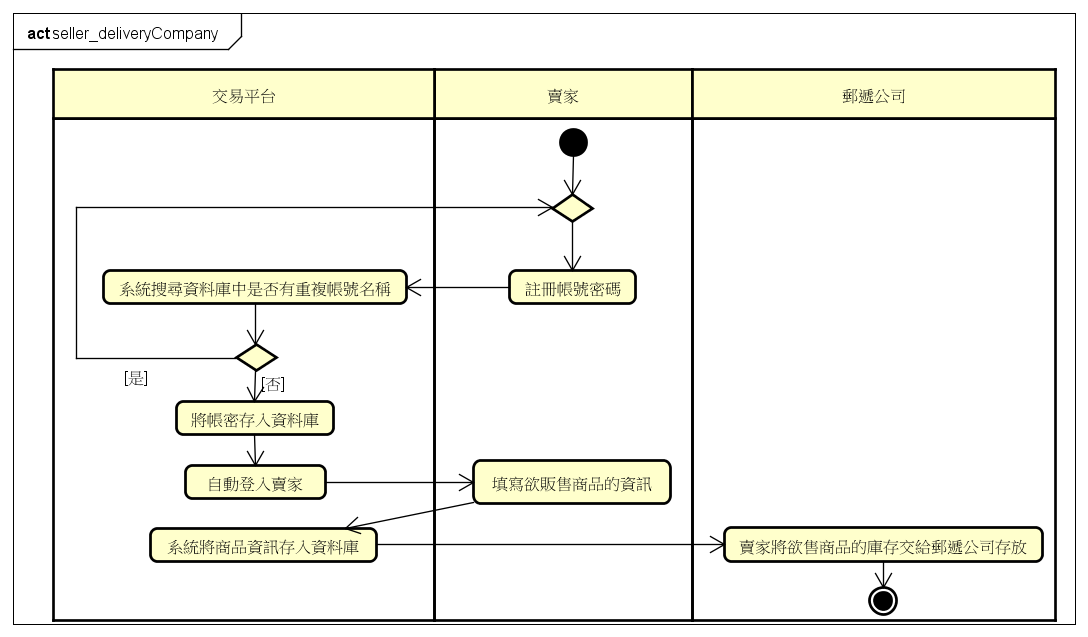 act seller_deliveryCompany
交易平台
賣家
郵遞公司
系統搜尋資料庫中是否有重複帳號名稱
註冊帳號密碼
[是]
[否]
將帳密存入資料庫
自動登入賣家
填寫欲販售商品的資訊
系統將商品資訊存入資料庫
賣家將欲售商品的庫存交給郵遞公司存放